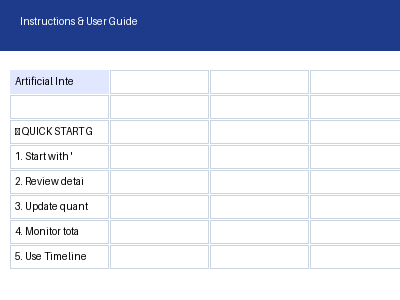 Instructions & User Guide
Artificial Inte
QUICK START G
1. Start with '
2. Review detai
3. Update quant
4. Monitor tota
5. Use Timeline